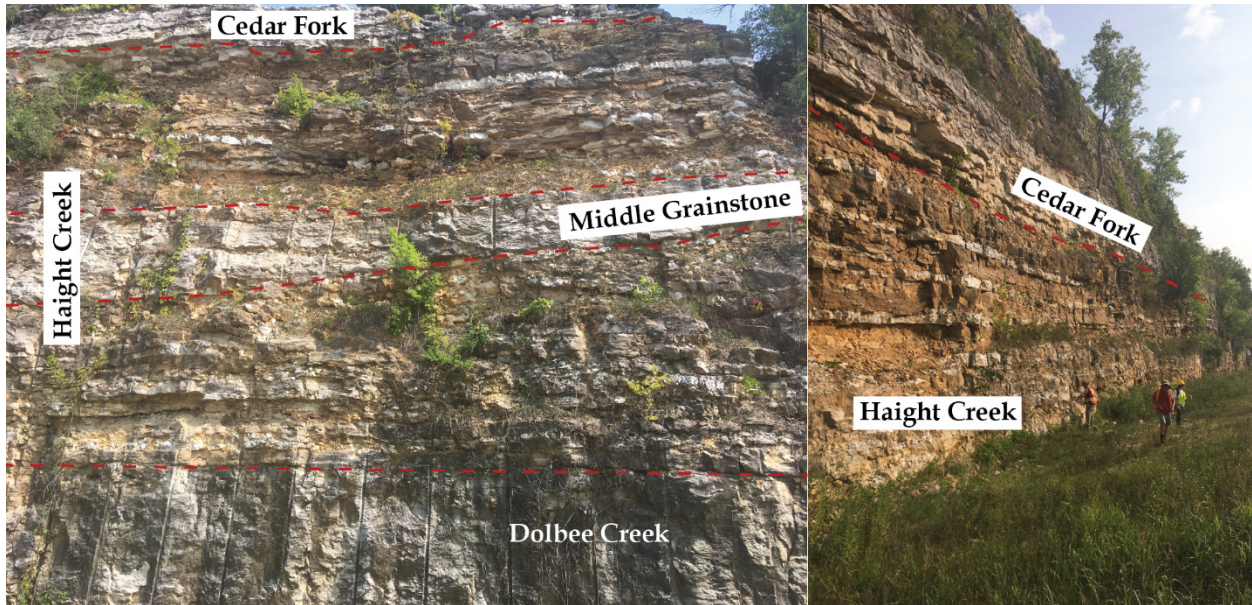 Cedar Fork
Haight Creek
Middle Grainstone
Dolbee Creek
Cedar Fork
Haight Creek